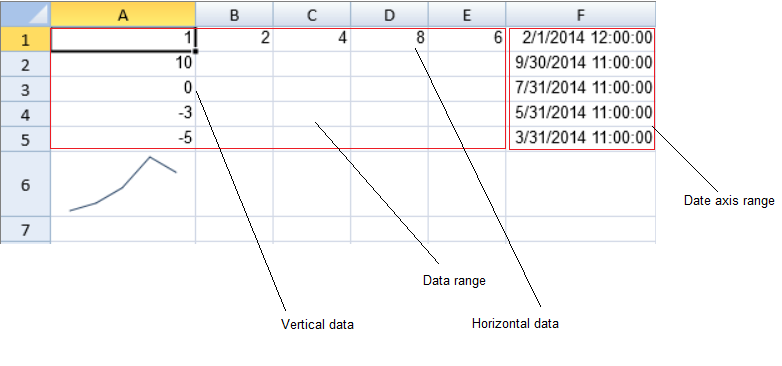 A B C D E F
1 1 2 4 8 6 2/1/2014 12:00:00
2 10 9/30/2014 11:00:00
3 0 7/31/2014 11:00:00
4 -3 5/31/2014 11:00:00
5 -5 3/31/2014 11:00:00
6
Date axis range
7
Data range
Vertical data Horizontal data